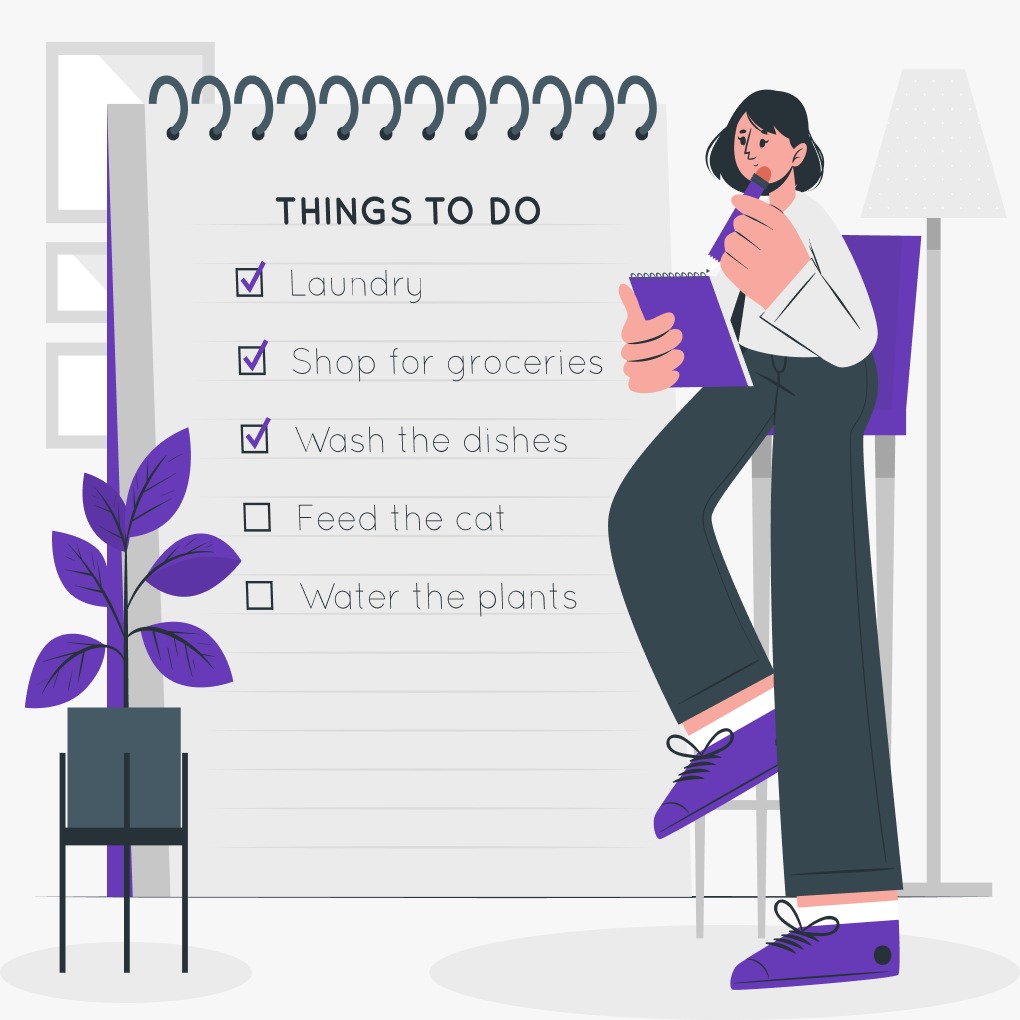 THINGS TO DO
Laundry
Shop for groceries
Wash the dishes
Feed the cat
Water the plants